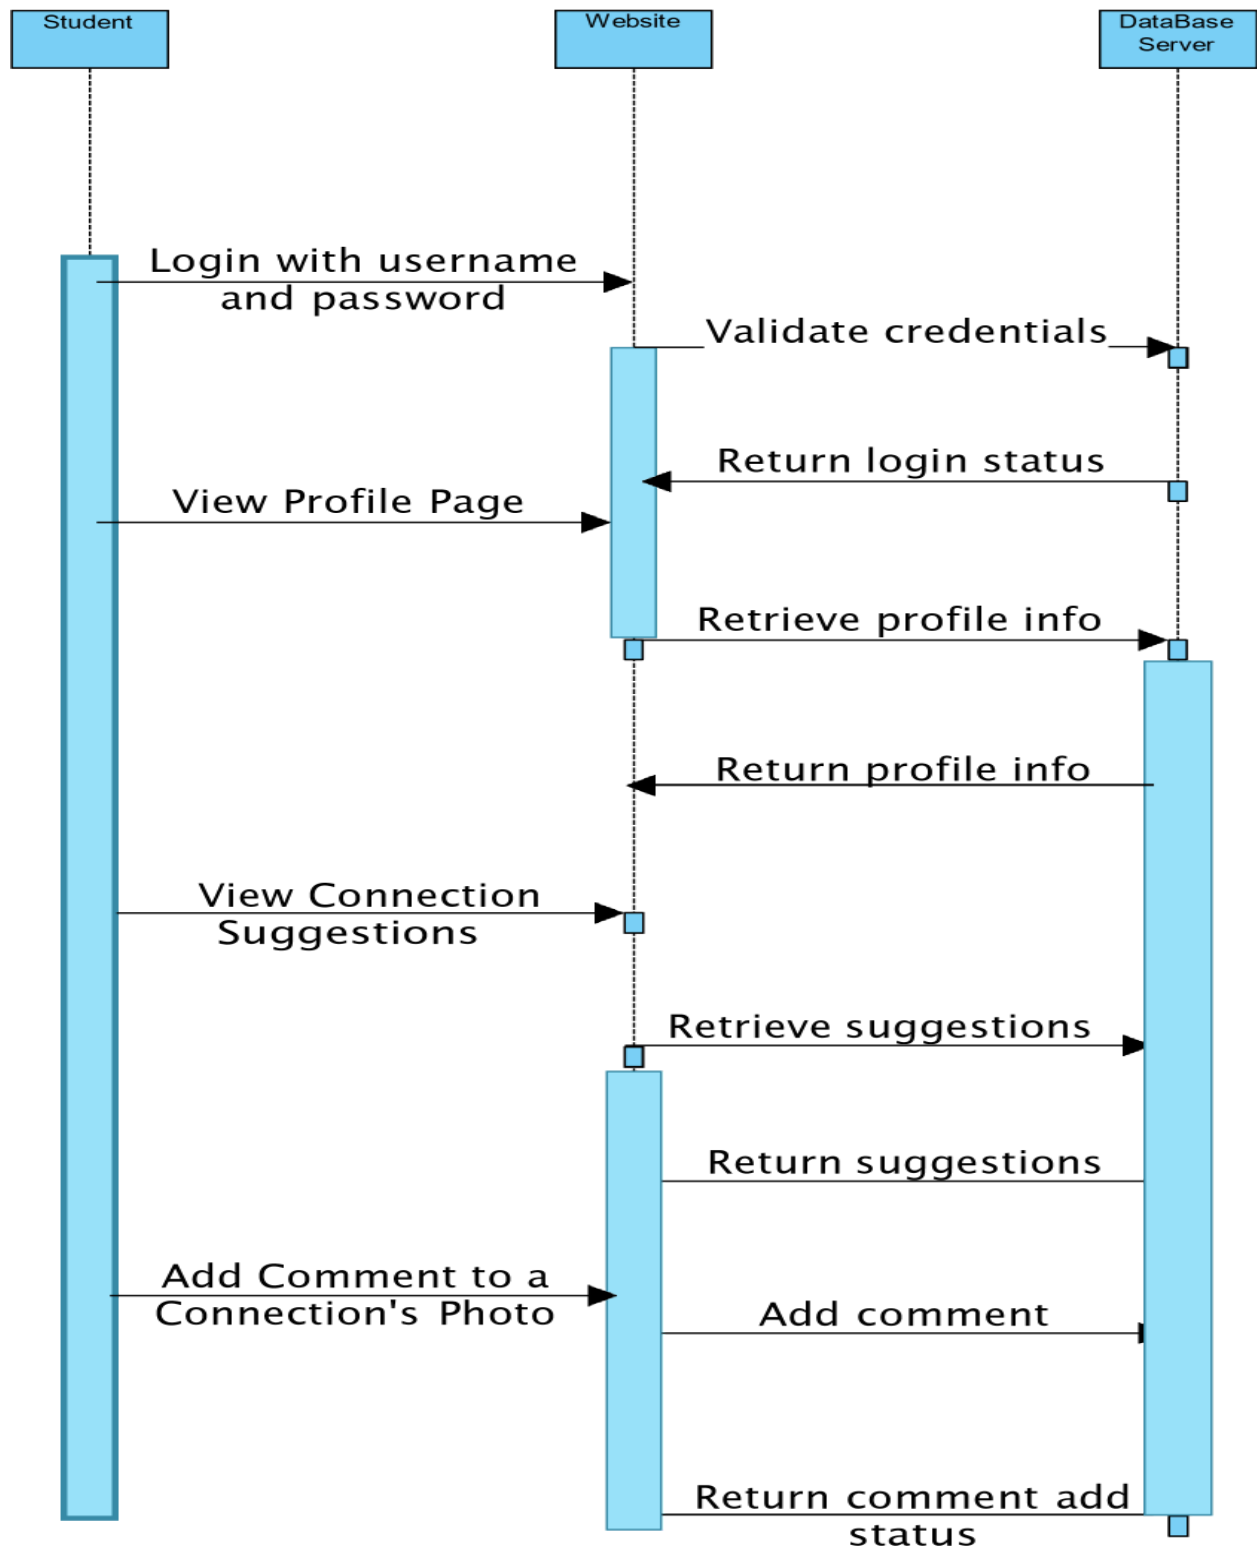 Student
Website
DataBase
Server
Login with username
and password
Validate credentials
Return login status
View Profile Page
Retrieve profile info
Return profile info
View Connection
Suggestions
Retrieve suggestions
Return suggestions
Add Comment to a
Connection's Photo
Add comment
Return comment add
status